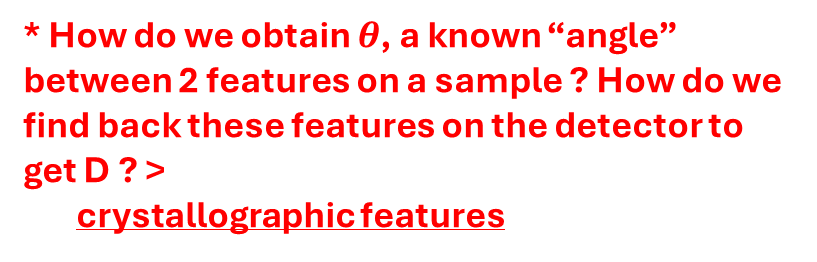 * How do we obtain 𝜃, a known “angle”
between 2 features on a sample ? How do we
find back these features on the detector to
get D ? >
crystallographic features